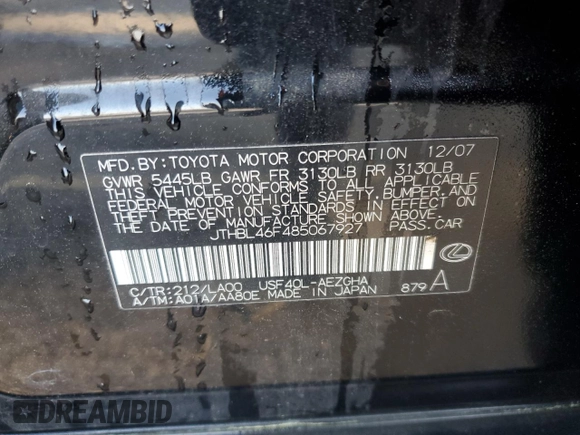 MFD.BY:TOYOTA MOTOR CORPORATION 12/07
GVWR 5445LB GAWR FR 3130LB RR 3130LB
THIS VEHICLE CONFORMS TO ALL APPLICABLE
FEDERAL MOTOR VEHICLE SAFETY, BUMPER, AND
THEFT PREVENTION STANDARDS IN EFFECT ON
THE DATE OF MANUFACTURE SHOWN ABOVE.
JTHBL46F485067927 PASS.CAR
C/TR:212/LA00 USF40L-AEZGHA
A/TM:A01A/AA80E MADE IN JAPAN 879 A
DREAMBID